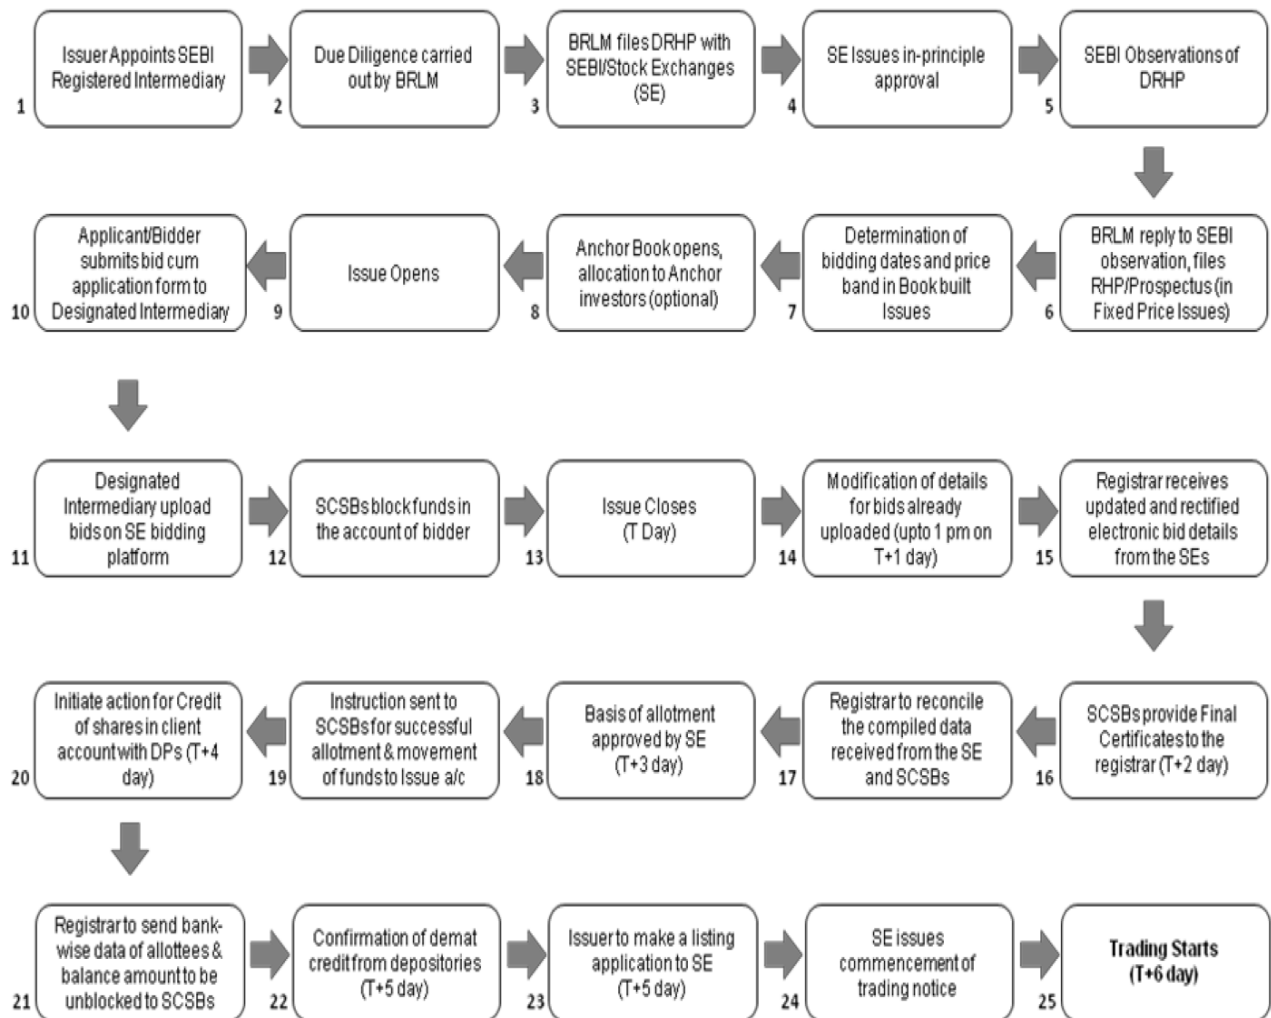 Issuer Appoints SEBI
Registered Intermediary
1
Due Diligence carried
out by BRLM
2
BRLM files DRHP with
SEBI/Stock Exchanges
(SE)
3
SE Issues in-principle
approval
4
SEBI Observations of
DRHP
5
BRLM reply to SEBI
observation, files
RHP/Prospectus (in
Fixed Price Issues)
6
Determination of
bidding dates and price
band in Book built
Issues
7
Anchor Book opens,
allocation to Anchor
investors (optional)
8
Issue Opens
9
Applicant/Bidder
submits bid cum
application form to
Designated Intermediary
10
Designated
Intermediary upload
bids on SE bidding
platform
11
SCSBs block funds in
the account of bidder
12
Issue Closes
(T Day)
13
Modification of details
for bids already
uploaded (upto 1 pm on
T+1 day)
14
Registrar receives
updated and rectified
electronic bid details
from the SEs
15
SCSBs provide Final
Certificates to the
registrar (T+2 day)
16
Registrar to reconcile
the compiled data
received from the SE
and SCSBs
17
Basis of allotment
approved by SE
(T+3 day)
18
Instruction sent to
SCSBs for successful
allotment & movement
of funds to Issue a/c
19
Initiate action for Credit
of shares in client
account with DPs (T+4
day)
20
Registrar to send bank-
wise data of allottees &
balance amount to be
unblocked to SCSBs
21
Confirmation of demat
credit from depositories
(T+5 day)
22
Issuer to make a listing
application to SE
(T+5 day)
23
SE issues
commencement of
trading notice
24
Trading Starts
(T+6 day)
25